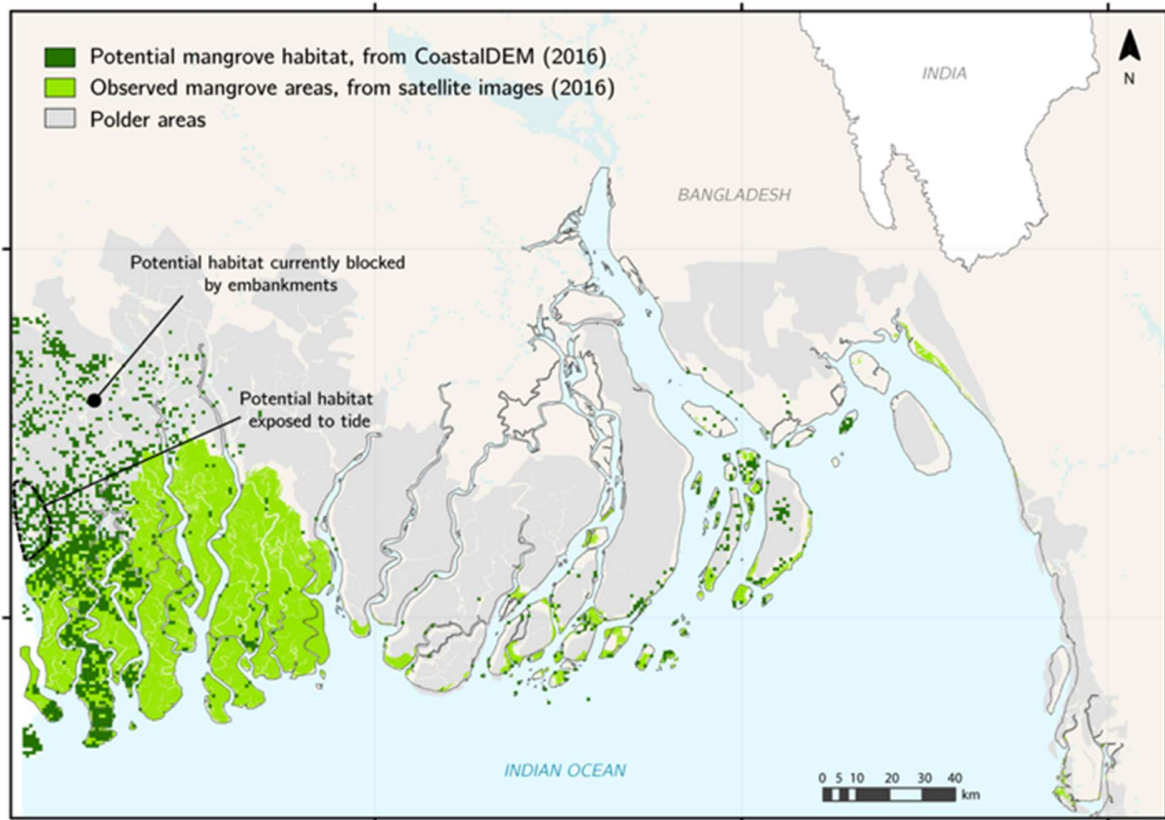 Potential mangrove habitat, from CoastalDEM (2016)
Observed mangrove areas, from satellite images (2016)
Polder areas
INDIA
N
BANGLADESH
Potential habitat currently blocked
by embankments
Potential habitat
exposed to tide
INDIAN OCEAN
0 5 10 20 30 40
km